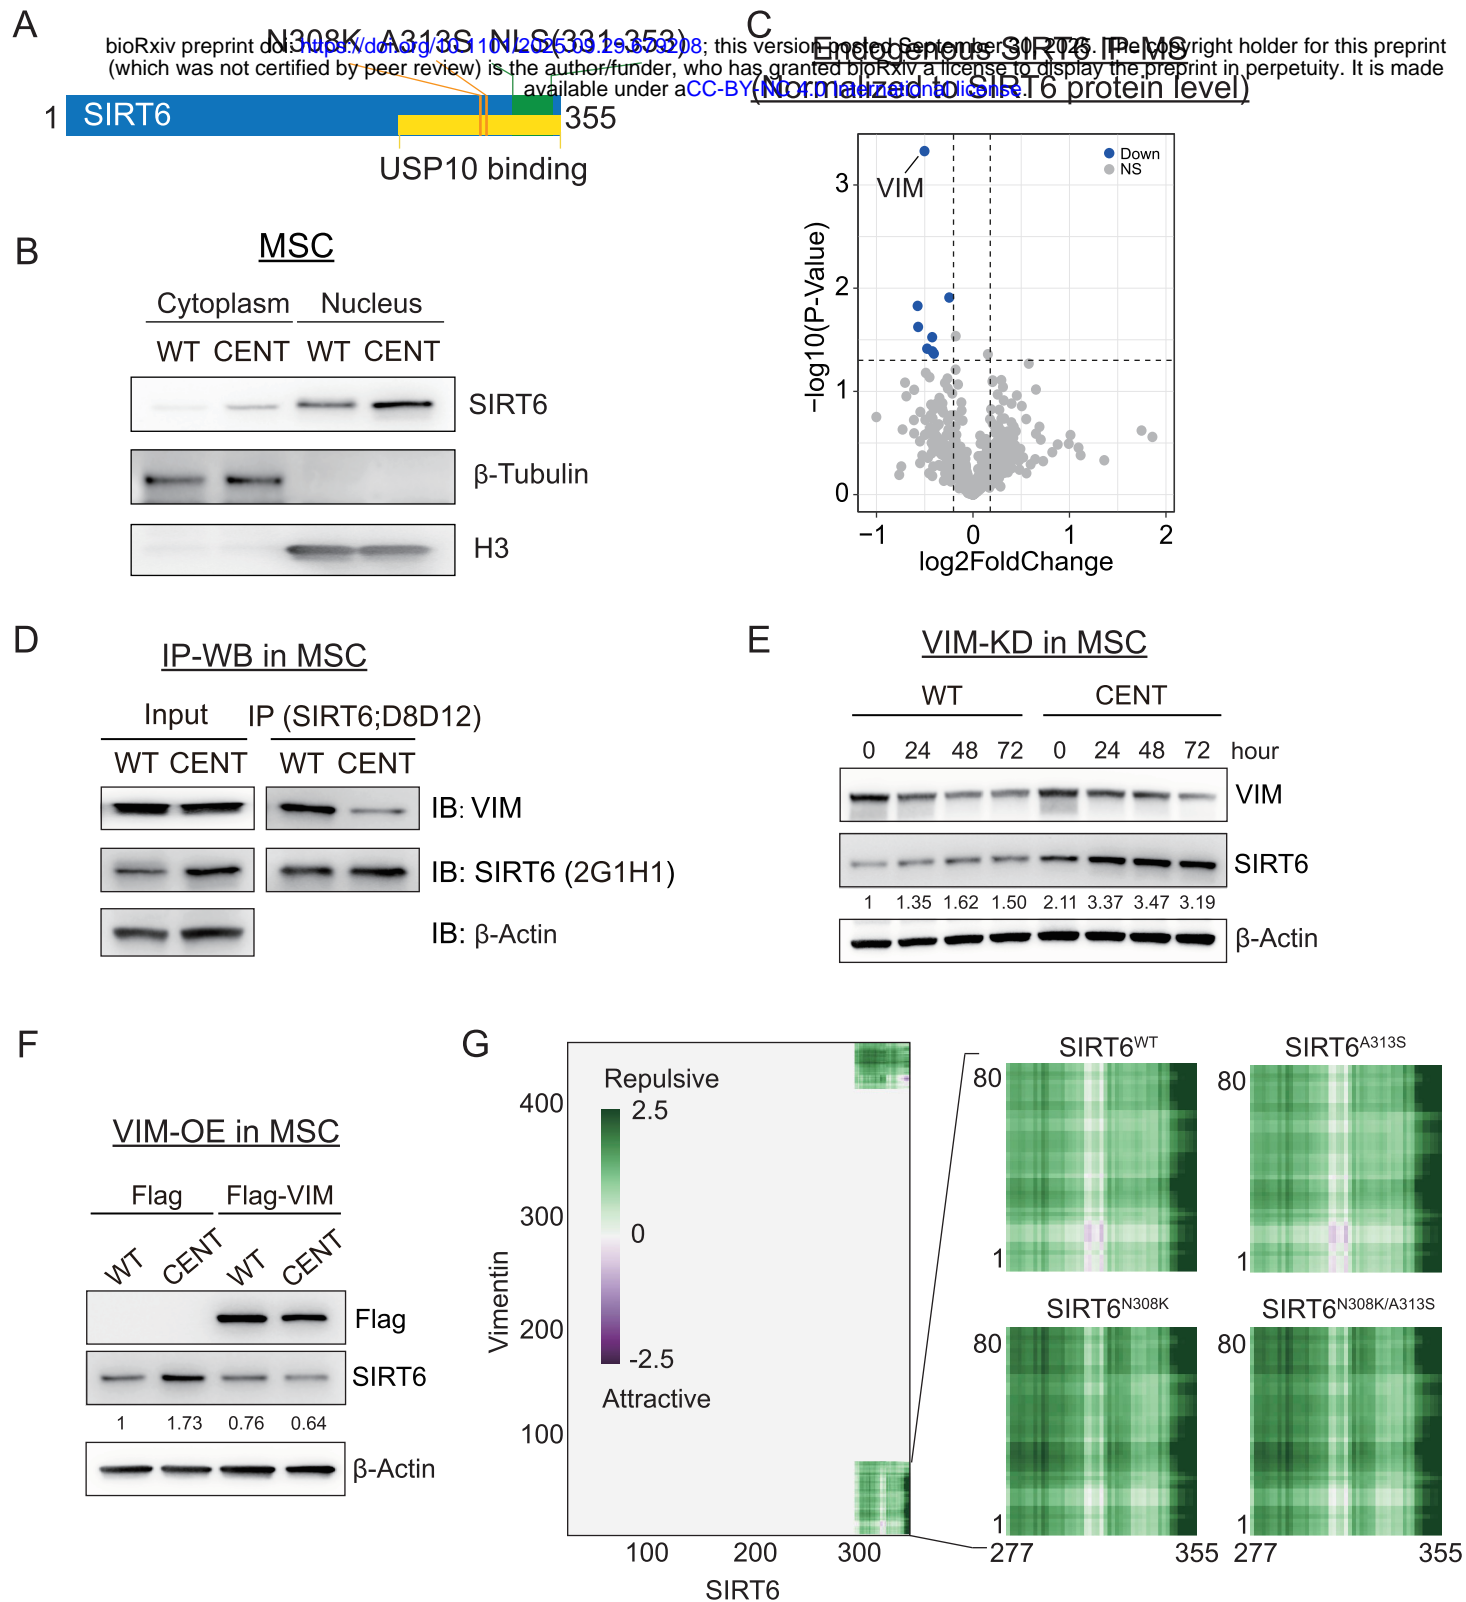 A
N308K A313S NLS(331-353)
bioRxiv preprint doi: https://doi.org/10.1101/2025.09.29.679208; this version posted September 30, 2025. The copyright holder for this preprint
(which was not certified by peer review) is the author/funder, who has granted bioRxiv a license to display the preprint in perpetuity. It is made
available under aCC-BY-NC 4.0 International license.
1 SIRT6 355
USP10 binding
C
Endogenous SIRT6 IP-MS
(Normalized to SIRT6 protein level)
Down
NS
VIM
−log10(P-Value)
3
2
1
0
−1 0 1 2
log2FoldChange
B
MSC
Cytoplasm Nucleus
WT CENT WT CENT
SIRT6
β-Tubulin
H3
D
IP-WB in MSC
Input IP (SIRT6;D8D12)
WT CENT WT CENT
IB: VIM
IB: SIRT6 (2G1H1)
IB: β-Actin
E
VIM-KD in MSC
WT CENT
0 24 48 72 0 24 48 72 hour
VIM
SIRT6
1 1.35 1.62 1.50 2.11 3.37 3.47 3.19
β-Actin
F
VIM-OE in MSC
Flag Flag-VIM
WT CENT WT CENT
Flag
SIRT6
1 1.73 0.76 0.64
β-Actin
G
Vimentin
400
300
200
100
Repulsive
2.5
0
-2.5
Attractive
100 200 300
SIRT6
SIRT6WT SIRT6A313S
80 80
1 1
SIRT6N308K SIRT6N308K/A313S
80 80
1 1
277 355 277 355